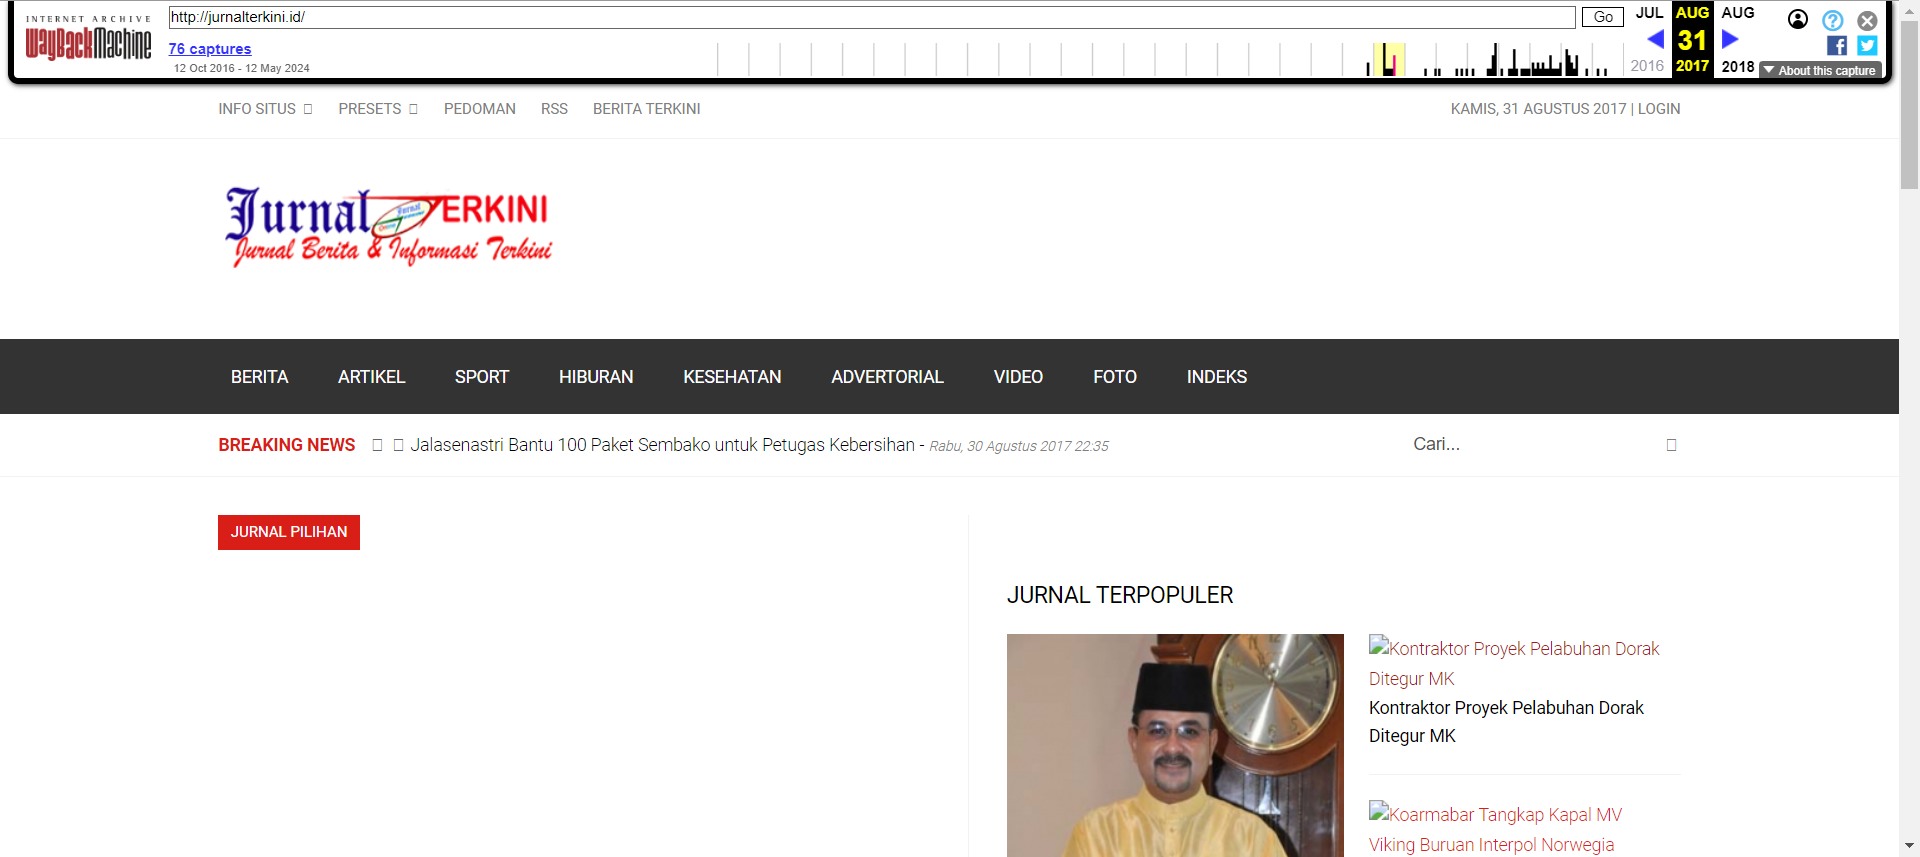 INTERNET ARCHIVE
WayBackMachine
http://jurnalterkini.id/
Go
76 captures
12 Oct 2016 - 12 May 2024
JUL
AUG
AUG
31
2016
2017
2018
About this capture
INFO SITUS
PRESETS
PEDOMAN
RSS
BERITA TERKINI
KAMIS, 31 AGUSTUS 2017 | LOGIN
Jurnal TERKINI
Jurnal Berita & Informasi Terkini
BERITA
ARTIKEL
SPORT
HIBURAN
KESEHATAN
ADVERTORIAL
VIDEO
FOTO
INDEKS
BREAKING NEWS
Jalasenastri Bantu 100 Paket Sembako untuk Petugas Kebersihan - Rabu, 30 Agustus 2017 22:35
Cari...
JURNAL PILIHAN
JURNAL TERPOPULER
Kontraktor Proyek Pelabuhan Dorak
Ditegur MK
Kontraktor Proyek Pelabuhan Dorak
Ditegur MK
Koarmabar Tangkap Kapal MV
Viking Buruan Interpol Norwegia